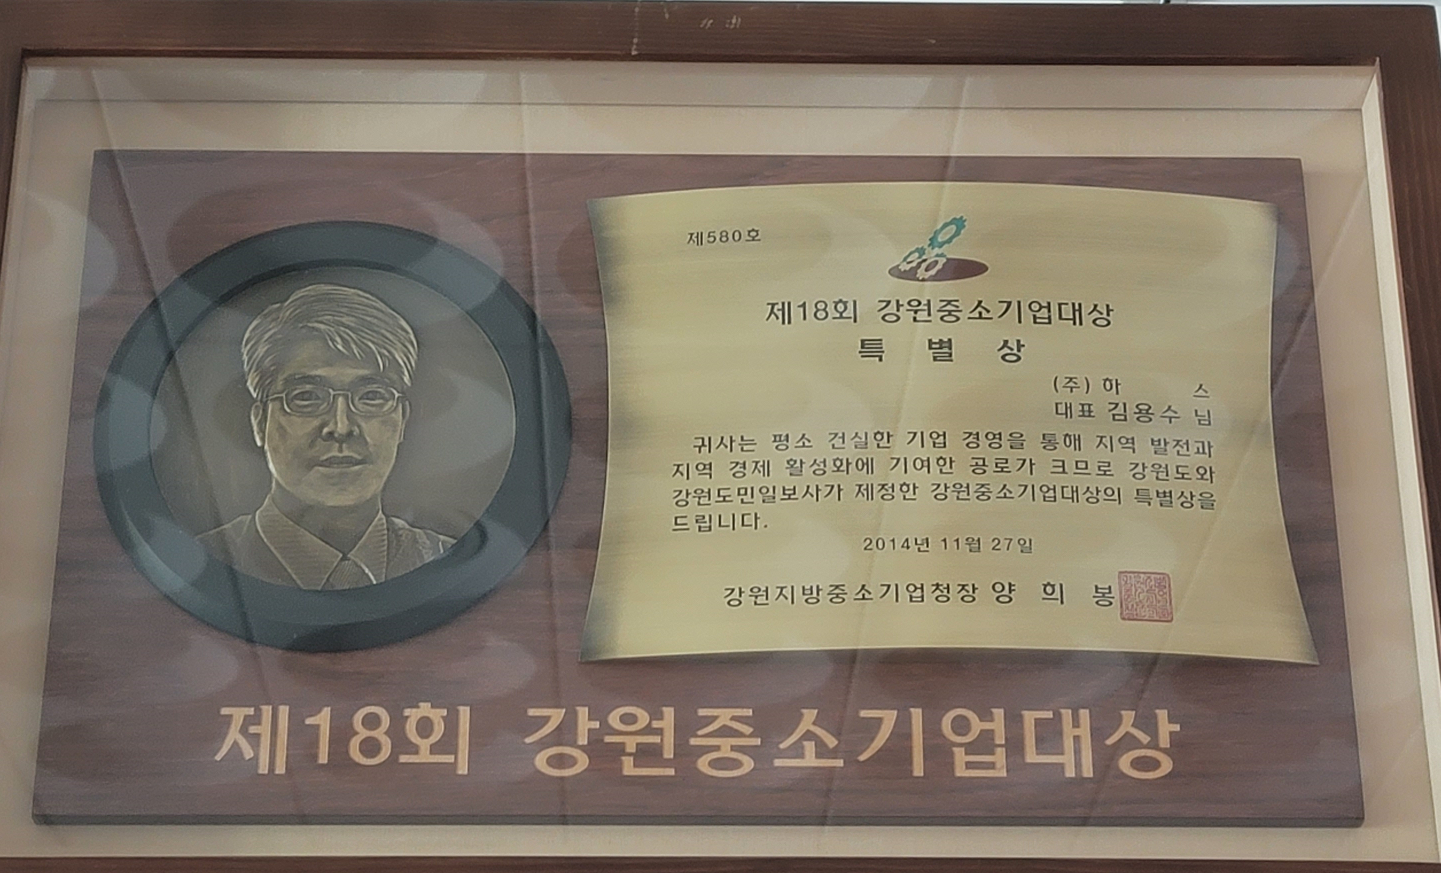 제580호
제18회 강원중소기업대상
특 별 상
(주) 하 스
대표 김용수 님
귀사는 평소 건실한 기업 경영을 통해 지역 발전과
지역 경제 활성화에 기여한 공로가 크므로 강원도와
강원도민일보사가 제정한 강원중소기업대상의 특별상을
드립니다.
2014년 11월 27일
강원지방중소기업청장 양 희 봉
제18회 강원중소기업대상